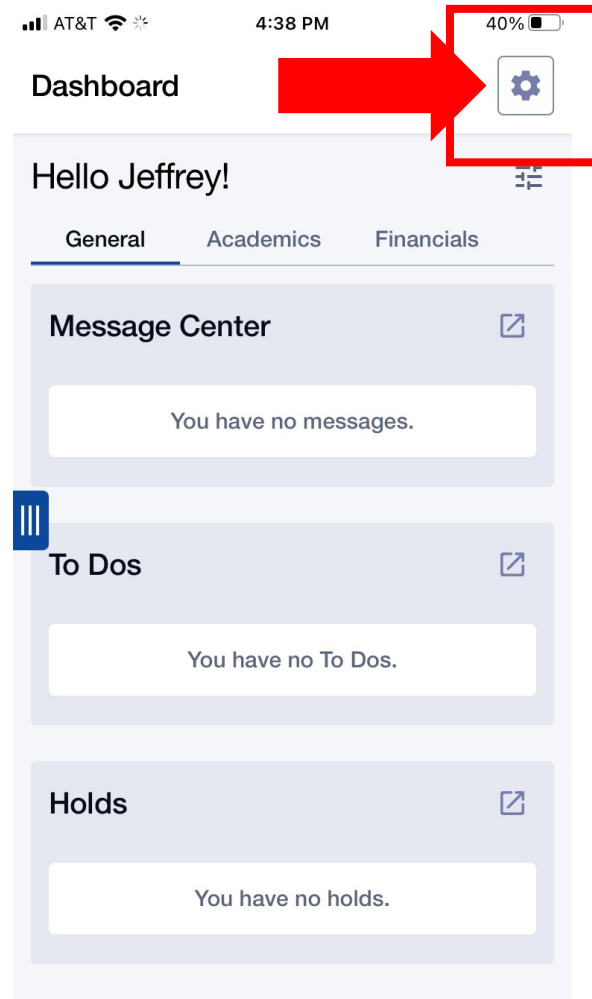 AT&T 4:38 PM 40%
Dashboard
Hello Jeffrey!
General Academics Financials
Message Center
You have no messages.
To Dos
You have no To Dos.
Holds
You have no holds.